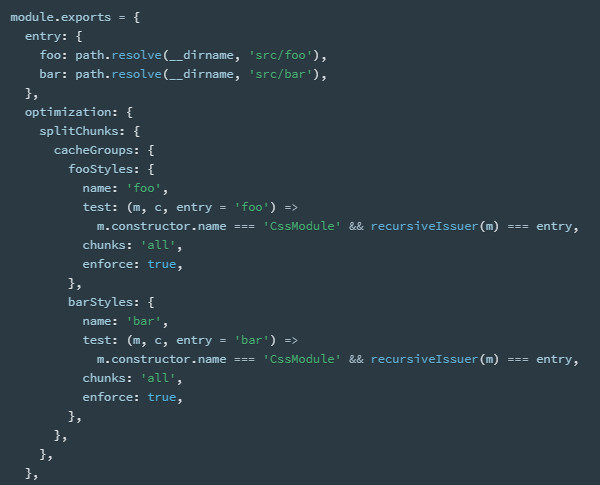 module.exports = {
  entry: {
    foo: path.resolve(__dirname, 'src/foo'),
    bar: path.resolve(__dirname, 'src/bar'),
  },
  optimization: {
    splitChunks: {
      cacheGroups: {
        fooStyles: {
          name: 'foo',
          test: (m, c, entry = 'foo') =>
            m.constructor.name === 'CssModule' && recursiveIssuer(m) === entry,
          chunks: 'all',
          enforce: true,
        },
        barStyles: {
          name: 'bar',
          test: (m, c, entry = 'bar') =>
            m.constructor.name === 'CssModule' && recursiveIssuer(m) === entry,
          chunks: 'all',
          enforce: true,
        },
      },
    },
  },